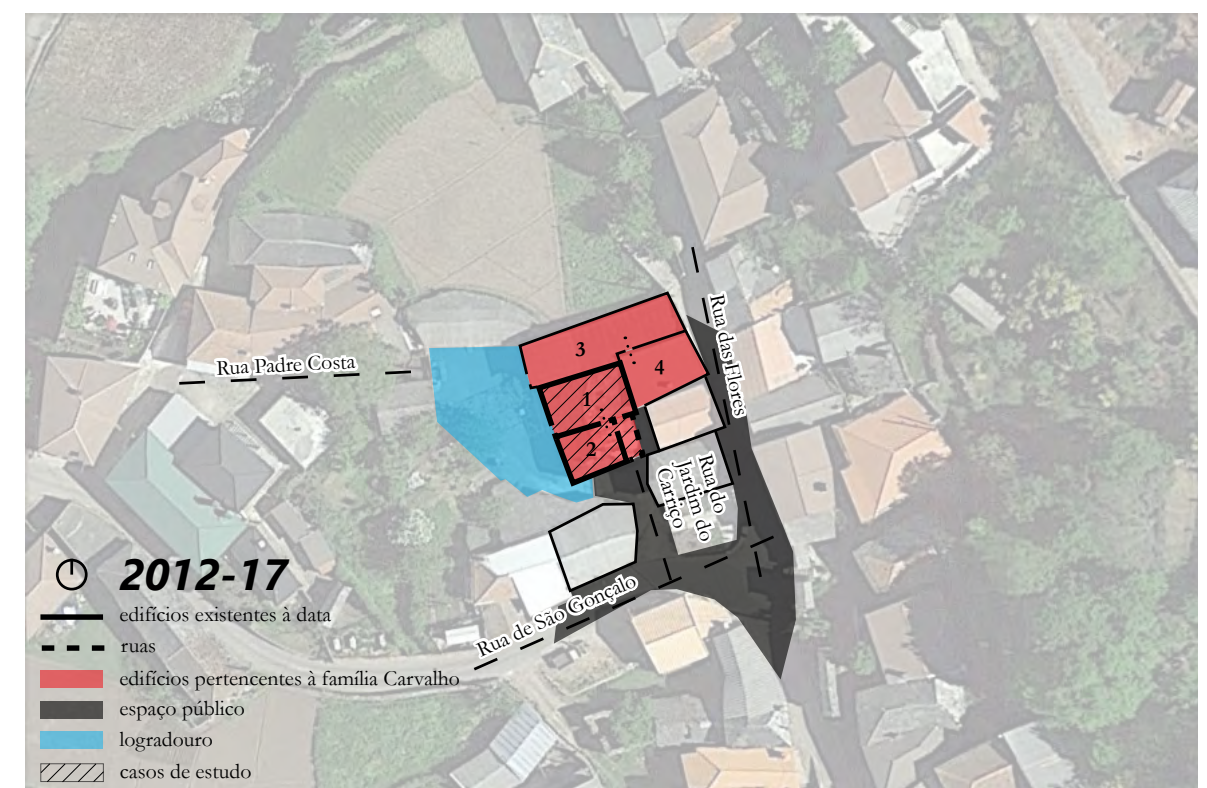 Rua das Flores
3
4
Rua Padre Costa
1
2
Rua do
Jardim do
Carriço
2012-17
edifícios existentes à data
Rua de São Gonçalo
ruas
edifícios pertencentes à família Carvalho
espaço público
logradouro
casos de estudo